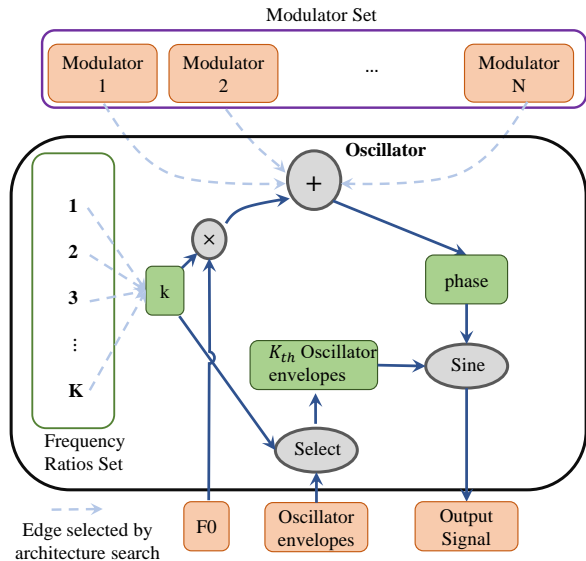 Modulator Set
Modulator
1
Modulator
2
...
Modulator
N
Oscillator
+
×
1
2
3
...
K
k
phase
K_th Oscillator
envelopes
Sine
Select
Frequency
Ratios Set
Edge selected by
architecture search
F0
Oscillator
envelopes
Output
Signal